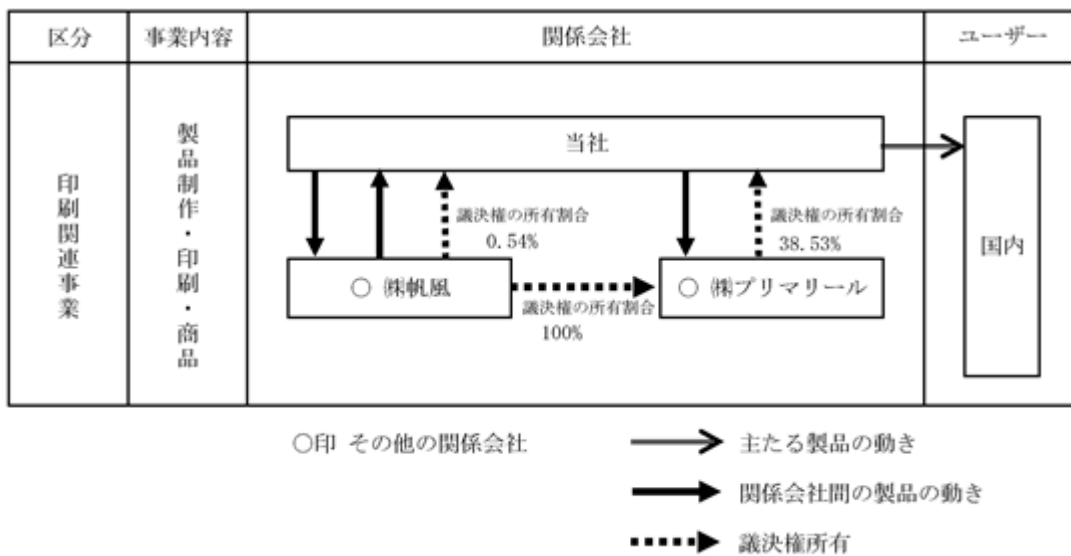 区分
事業内容
関係会社
ユーザー
印刷関連事業
製品制作・印刷・商品
当社
議決権の所有割合
0.54%
議決権の所有割合
38.53%
国内
○ ㈱帆風
○ ㈱プリマリール
議決権の所有割合
100%
○印 その他の関係会社
主たる製品の動き
関係会社間の製品の動き
議決権所有